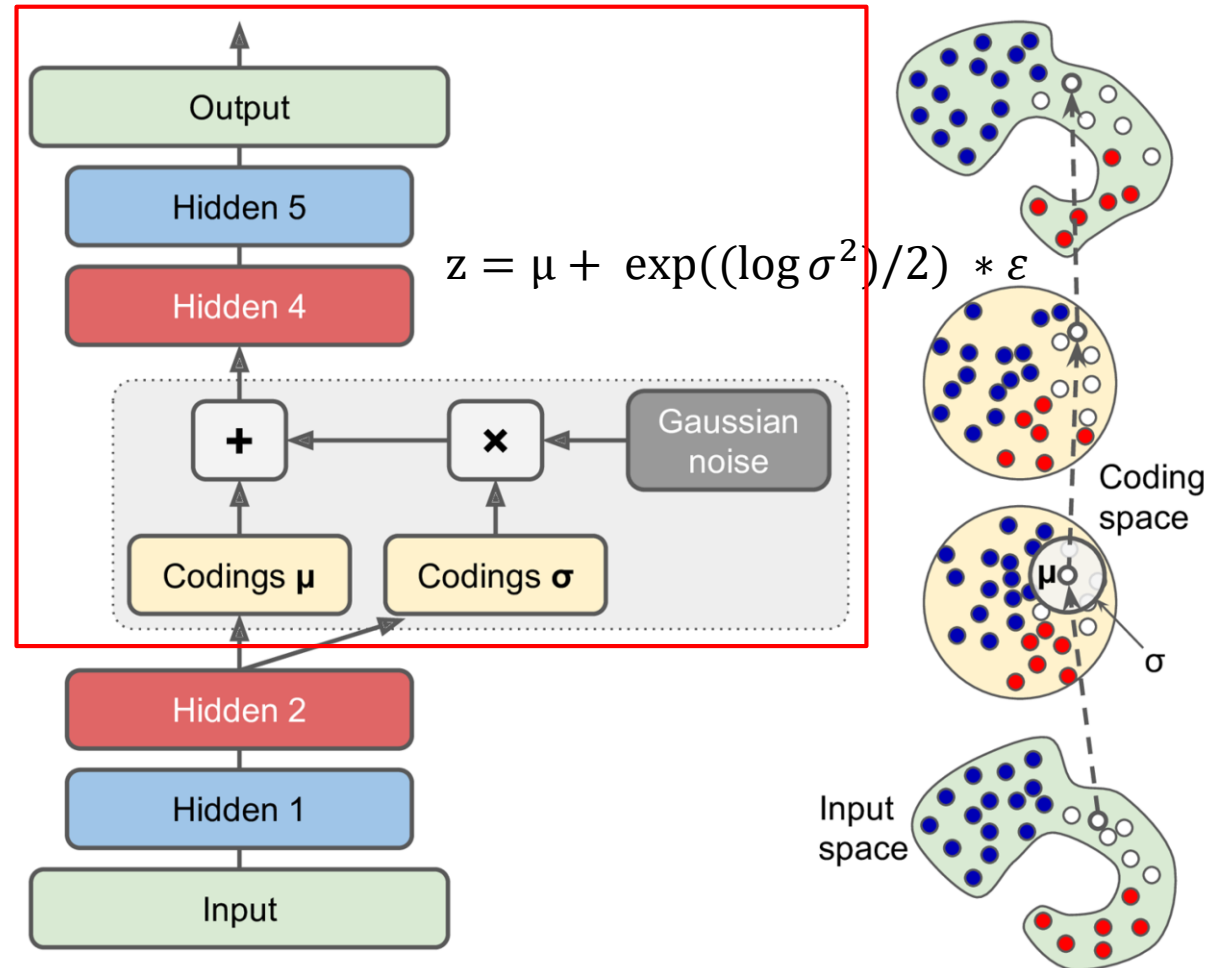 Output
Hidden 5
z = μ + exp((log σ²)/2) * ε
Hidden 4
+
×
Gaussian
noise
Codings μ
Codings σ
Hidden 2
Hidden 1
Input
Coding
space
μ
σ
Input
space